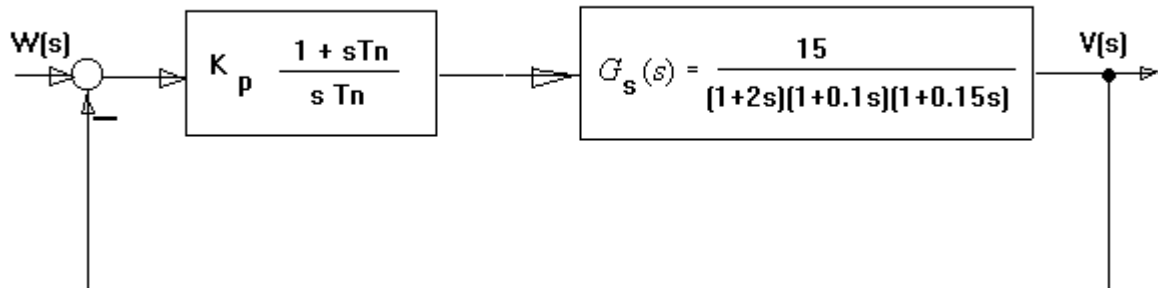 W(s)
K p (1 + sTn) / (s Tn)
G s (s) = 15 / ((1+2s)(1+0.1s)(1+0.15s))
V(s)
−